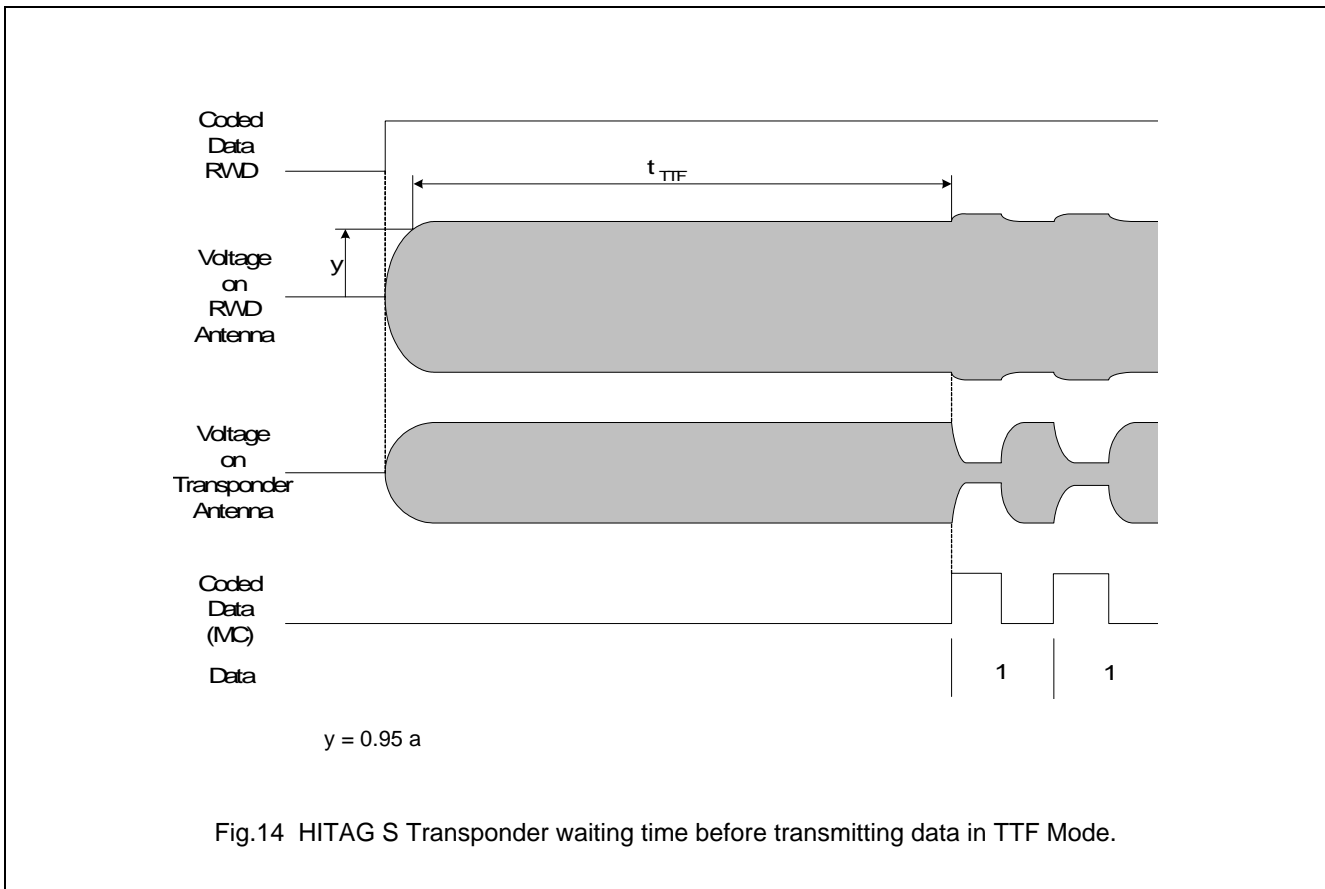 Coded
Data
RWD
t TTF
y
Voltage
on
RWD
Antenna
Voltage
on
Transponder
Antenna
Coded
Data
(MC)
Data
1
1
y = 0.95 a
Fig.14 HITAG S Transponder waiting time before transmitting data in TTF Mode.